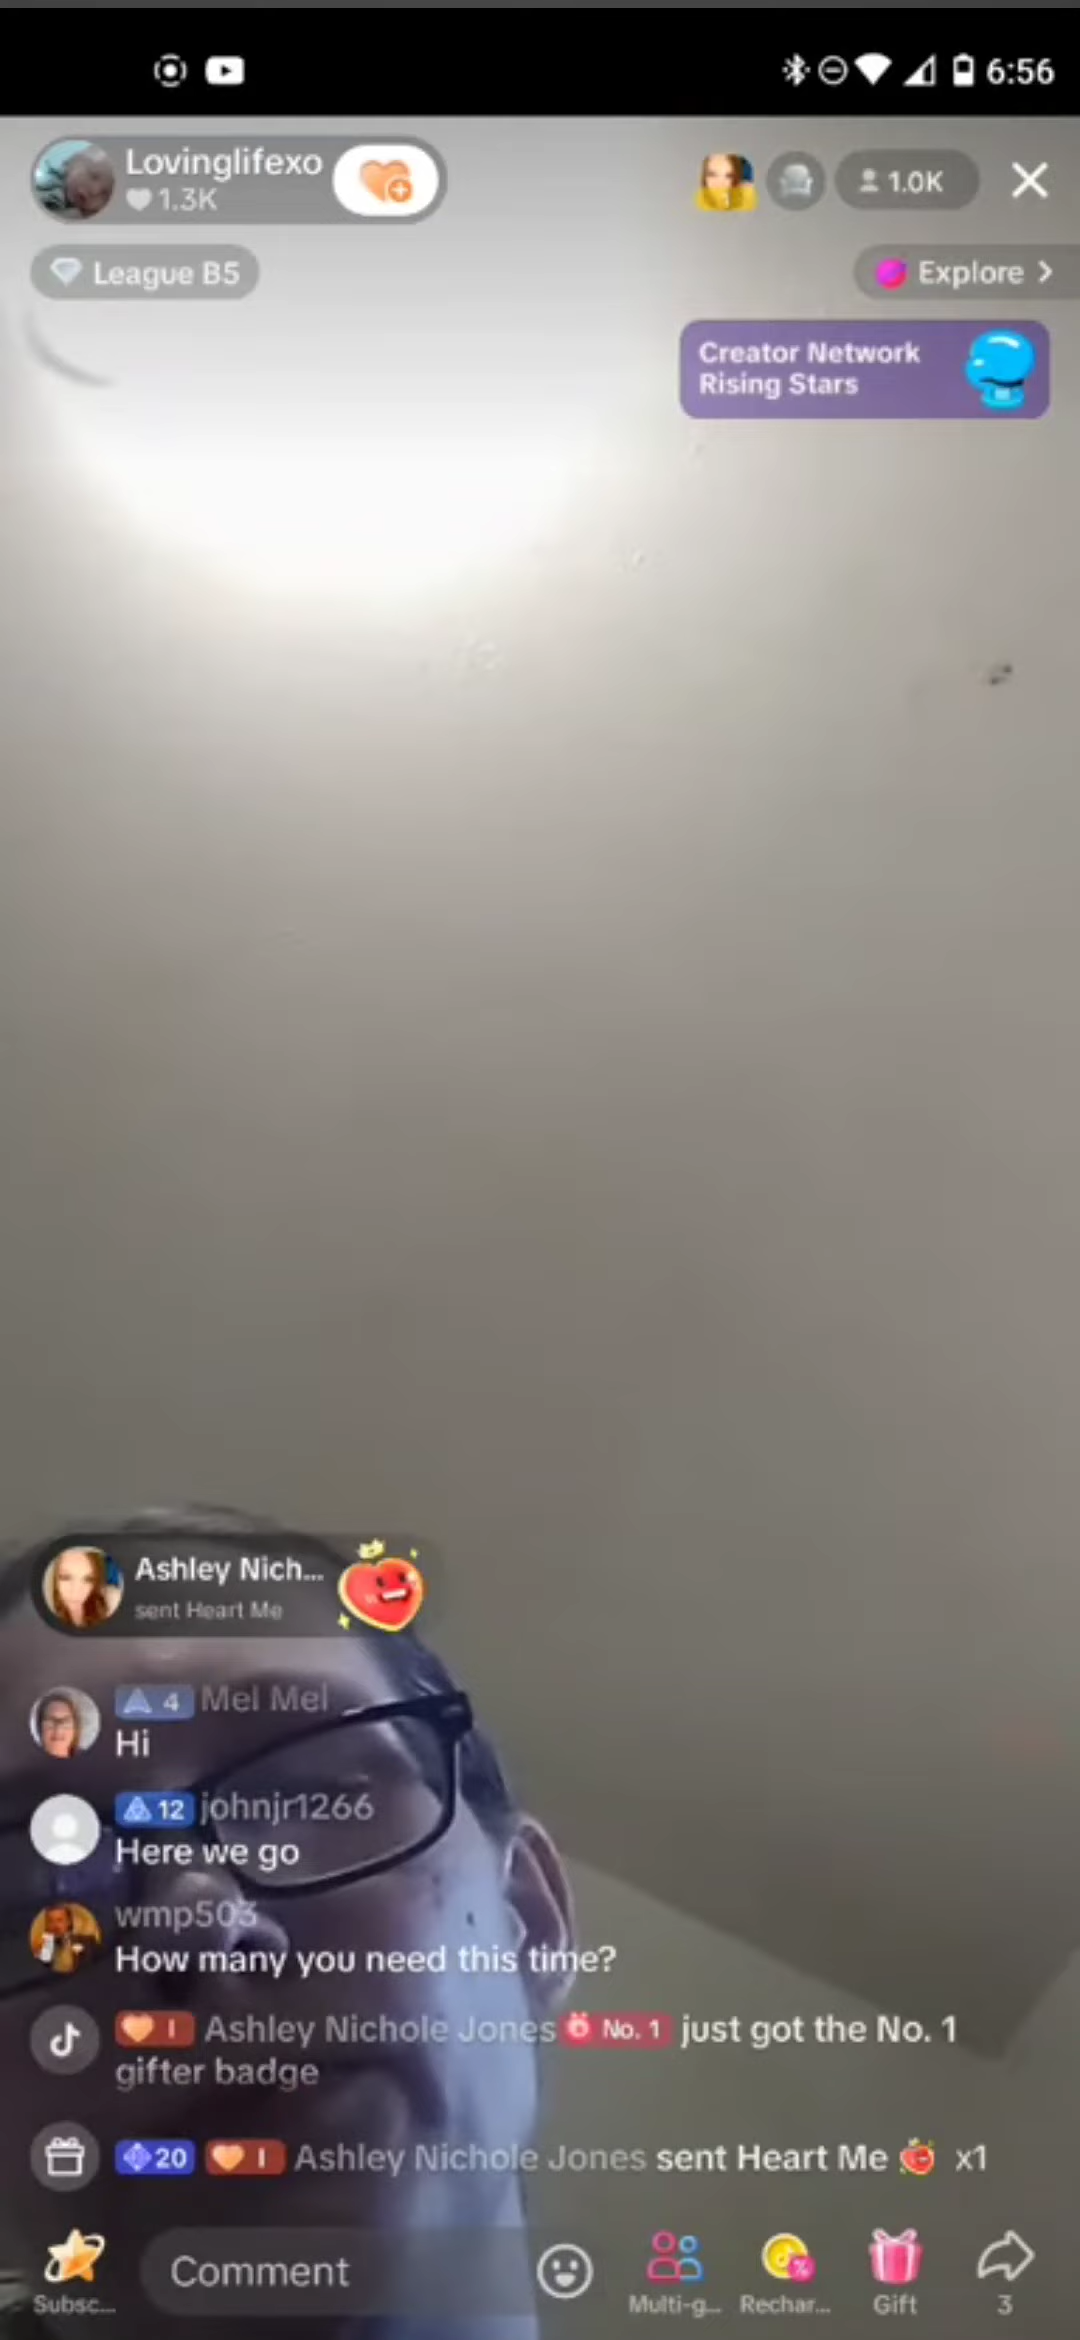 6:56
Lovinglifexo
1.3K
1.0K
League B5
Explore >
Creator Network
Rising Stars
Ashley Nich...
sent Heart Me
4 Mel Mel
Hi
12 johnjr1266
Here we go
wmp503
How many you need this time?
I Ashley Nichole Jones No. 1 just got the No. 1
gifter badge
20 I Ashley Nichole Jones sent Heart Me x1
Comment
Subsc... Multi-g... Rechar... Gift 3